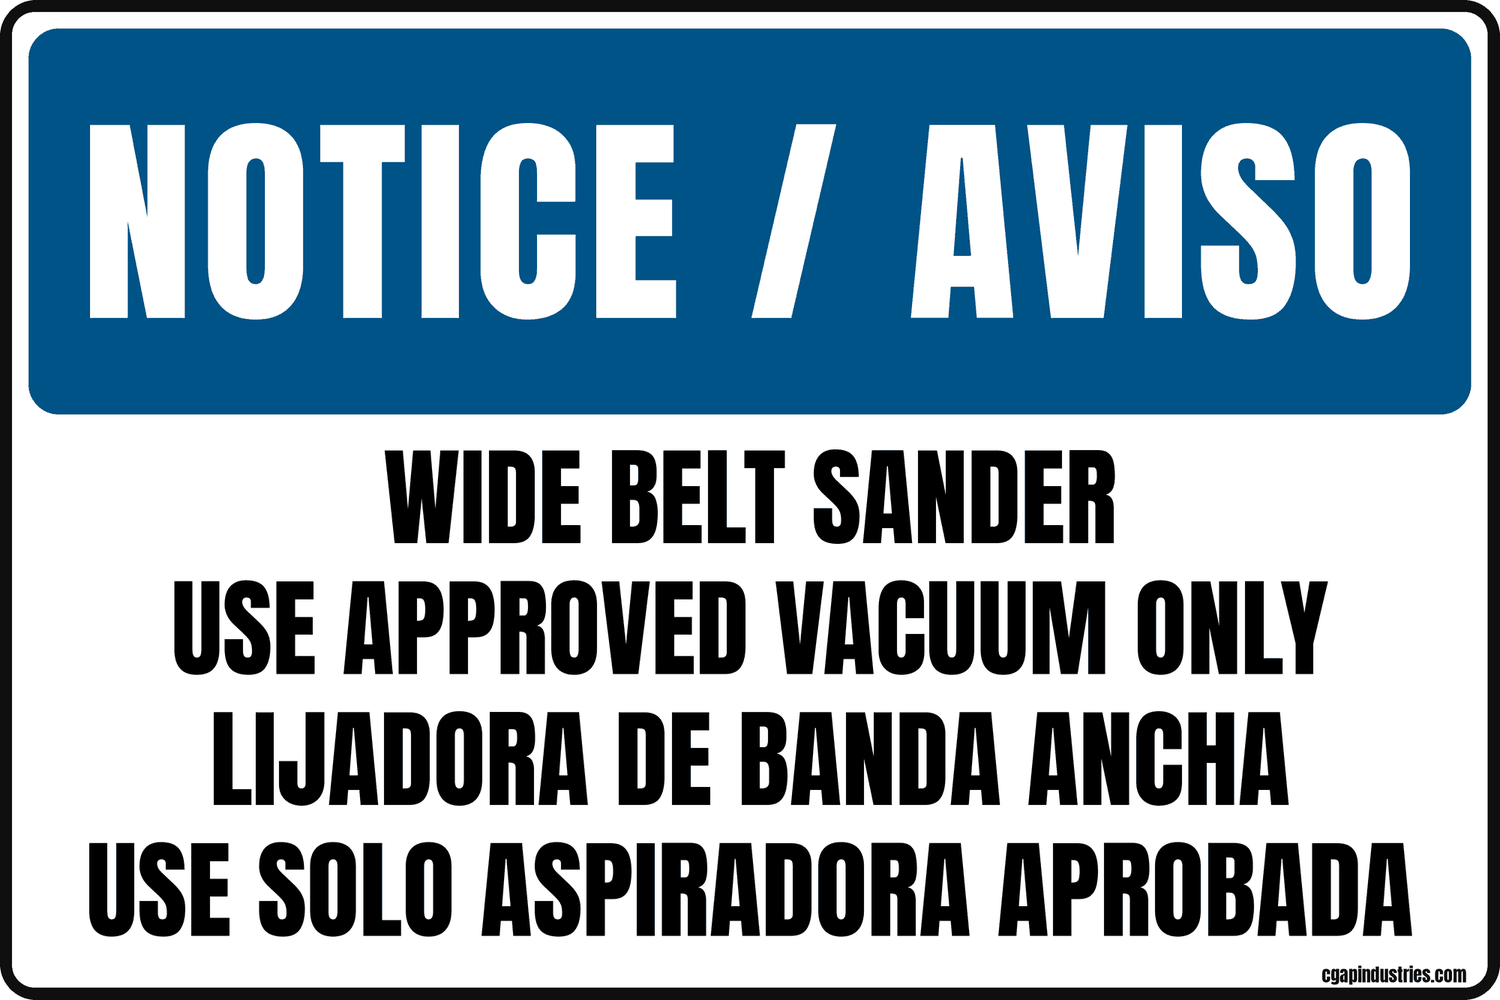 NOTICE / AVISO
WIDE BELT SANDER
USE APPROVED VACUUM ONLY
LIJADORA DE BANDA ANCHA
USE SOLO ASPIRADORA APROBADA
cgapindustries.com